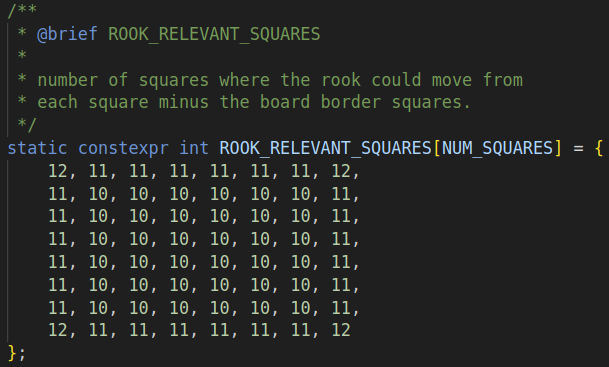 /**
 * @brief ROOK_RELEVANT_SQUARES
 *
 * number of squares where the rook could move from
 * each square minus the board border squares.
 */
static constexpr int ROOK_RELEVANT_SQUARES[NUM_SQUARES] = {
    12, 11, 11, 11, 11, 11, 11, 12,
    11, 10, 10, 10, 10, 10, 10, 11,
    11, 10, 10, 10, 10, 10, 10, 11,
    11, 10, 10, 10, 10, 10, 10, 11,
    11, 10, 10, 10, 10, 10, 10, 11,
    11, 10, 10, 10, 10, 10, 10, 11,
    11, 10, 10, 10, 10, 10, 10, 11,
    12, 11, 11, 11, 11, 11, 11, 12
};